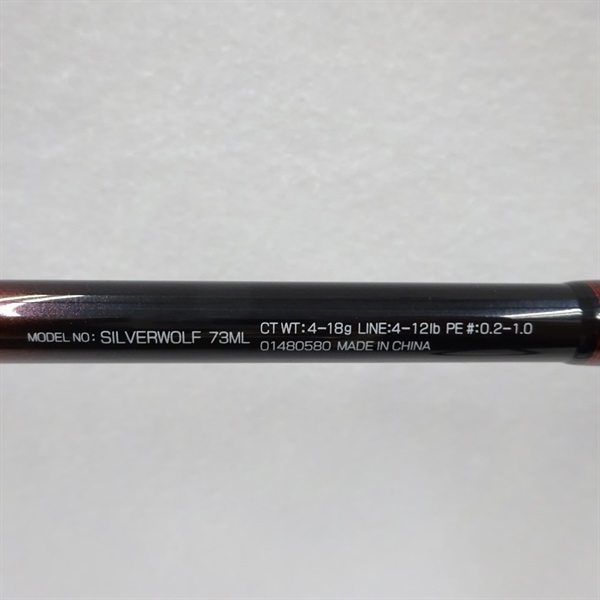 MODEL NO: SILVERWOLF 73ML
CT WT:4-18g LINE:4-12lb PE #:0.2-1.0
01480580 MADE IN CHINA